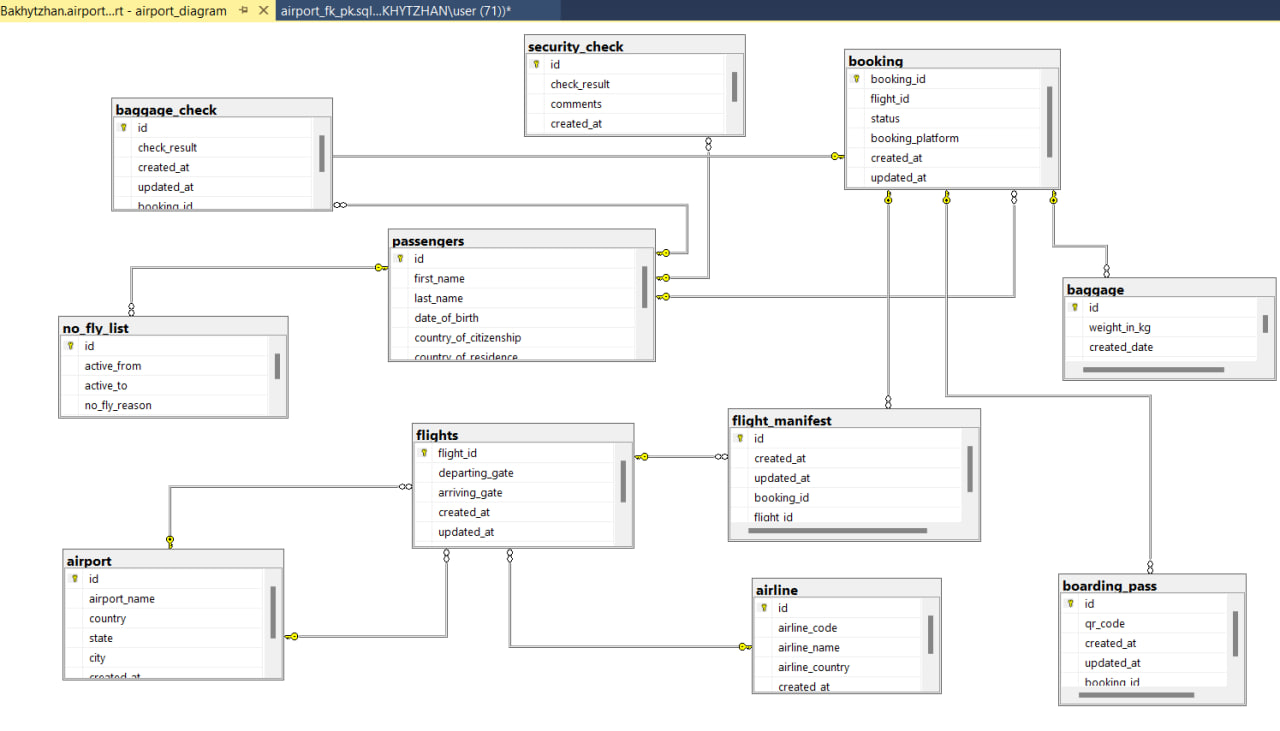 Bakhytzhan.airport...rt - airport_diagram
airport_fk_pk.sql...KHYTZHAN\user (71))*
security_check
id
check_result
comments
created_at
booking
booking_id
flight_id
status
booking_platform
created_at
updated_at
baggage_check
id
check_result
created_at
updated_at
booking_id
passengers
id
first_name
last_name
date_of_birth
country_of_citizenship
country_of_residence
baggage
id
weight_in_kg
created_date
no_fly_list
id
active_from
active_to
no_fly_reason
flights
flight_id
departing_gate
arriving_gate
created_at
updated_at
flight_manifest
id
created_at
updated_at
booking_id
flight_id
airport
id
airport_name
country
state
city
created_at
airline
id
airline_code
airline_name
airline_country
created_at
boarding_pass
id
qr_code
created_at
updated_at
booking_id